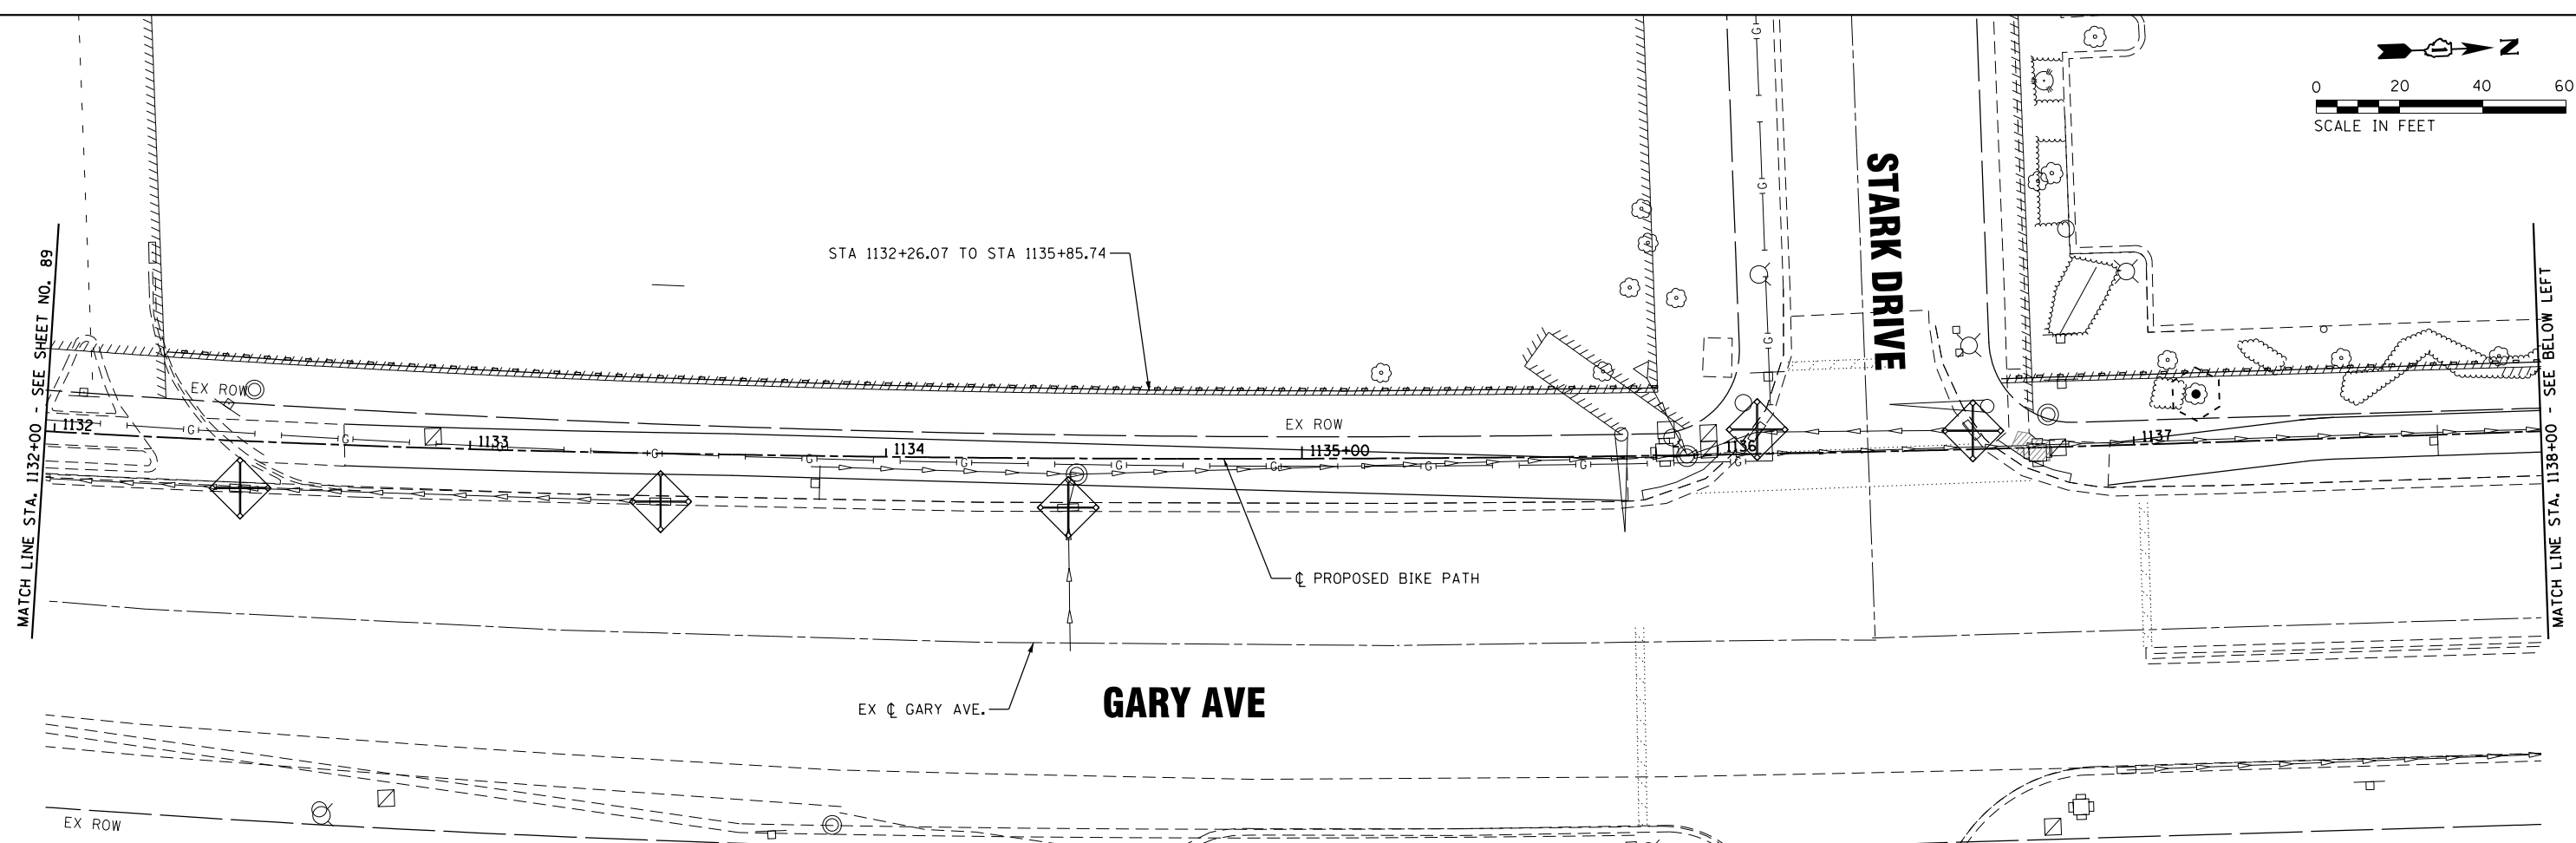 N
0 20 40 60
SCALE IN FEET
STARK DRIVE
MATCH LINE STA. 1132+00 - SEE SHEET NO. 89
STA 1132+26.07 TO STA 1135+85.74
MATCH LINE STA. 1138+00 - SEE BELOW LEFT
EX ROW
EX ROW
1132
1133
1134
1135+00
1136
1137
G G G G G G G G G G G
G
G
G
℄ PROPOSED BIKE PATH
EX ℄ GARY AVE.
GARY AVE
EX ROW